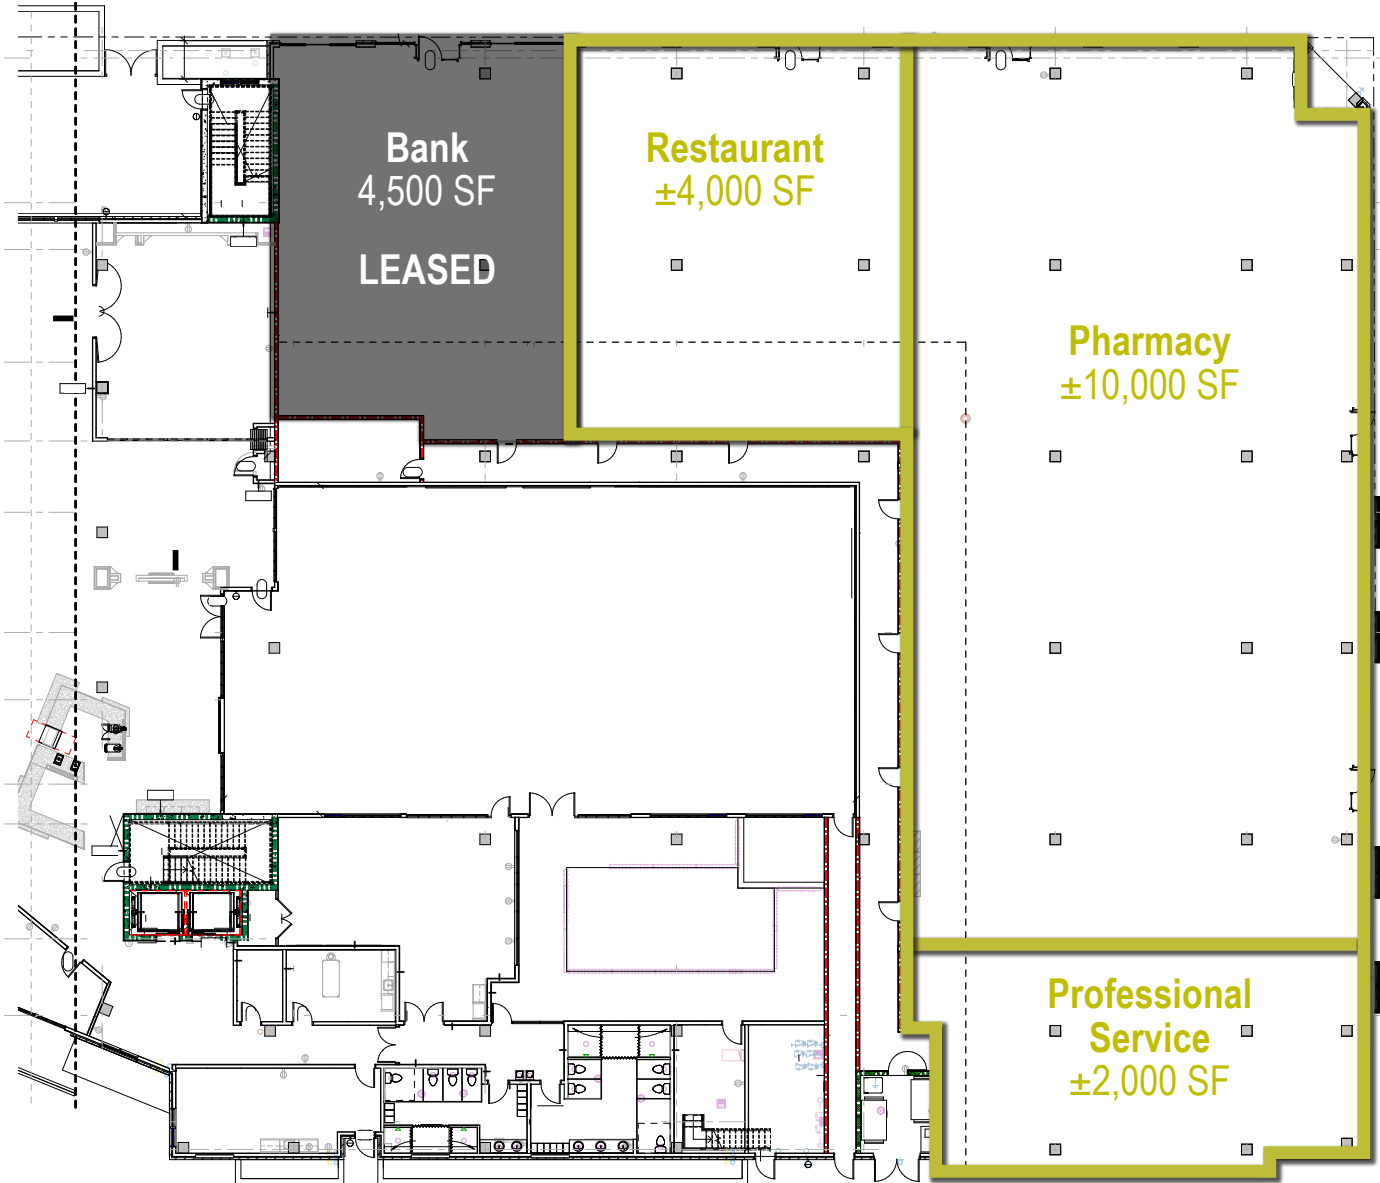 Bank
4,500 SF
LEASED
Restaurant
±4,000 SF
Pharmacy
±10,000 SF
Professional
Service
±2,000 SF